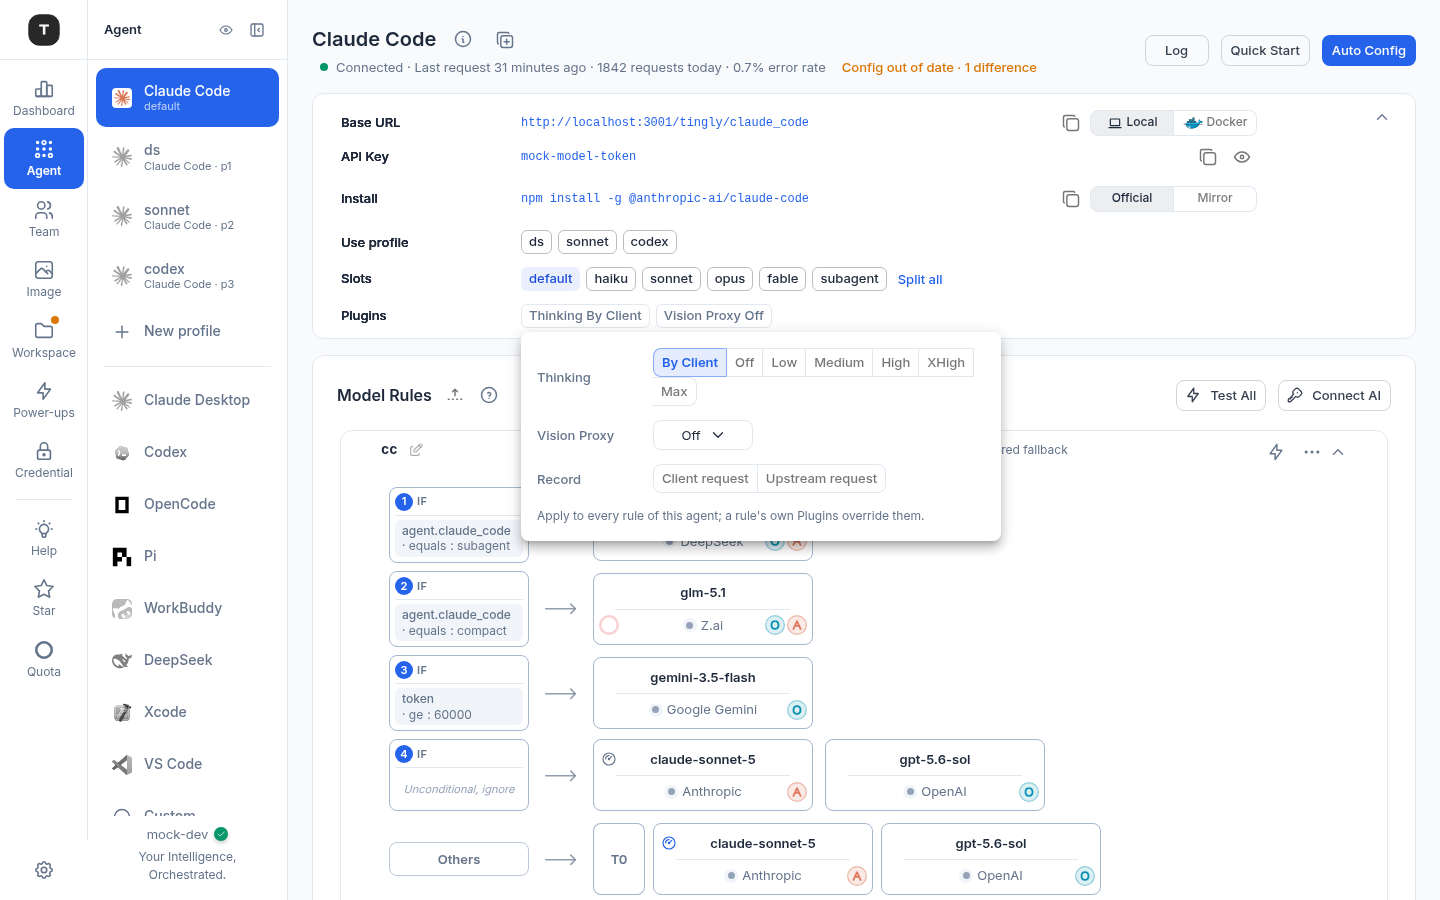 T
Dashboard
Agent
Team
Image
Workspace
Power-ups
Credential
Help
Star
Quota
Agent
Claude Code
default
ds
Claude Code · p1
sonnet
Claude Code · p2
codex
Claude Code · p3
New profile
Claude Desktop
Codex
OpenCode
Pi
WorkBuddy
DeepSeek
Xcode
VS Code
Custom
mock-dev
Your Intelligence,
Orchestrated.
Claude Code
Log
Quick Start
Auto Config
Connected · Last request 31 minutes ago · 1842 requests today · 0.7% error rate Config out of date · 1 difference
Base URL http://localhost:3001/tingly/claude_code Local Docker
API Key mock-model-token
Install npm install -g @anthropic-ai/claude-code Official Mirror
Use profile ds sonnet codex
Slots default haiku sonnet opus fable subagent Split all
Plugins Thinking By Client Vision Proxy Off
Thinking By Client Off Low Medium High XHigh
Max
Vision Proxy Off
Record Client request Upstream request
Apply to every rule of this agent; a rule's own Plugins override them.
Model Rules Test All Connect AI
cc red fallback
1 IF
agent.claude_code
· equals : subagent
DeepSeek O A
2 IF
agent.claude_code
· equals : compact
glm-5.1
Z.ai O A
3 IF
token
· ge : 60000
gemini-3.5-flash
Google Gemini O
4 IF
Unconditional, ignore
claude-sonnet-5
Anthropic A
gpt-5.6-sol
OpenAI O
Others
T0
claude-sonnet-5
Anthropic A
gpt-5.6-sol
OpenAI O